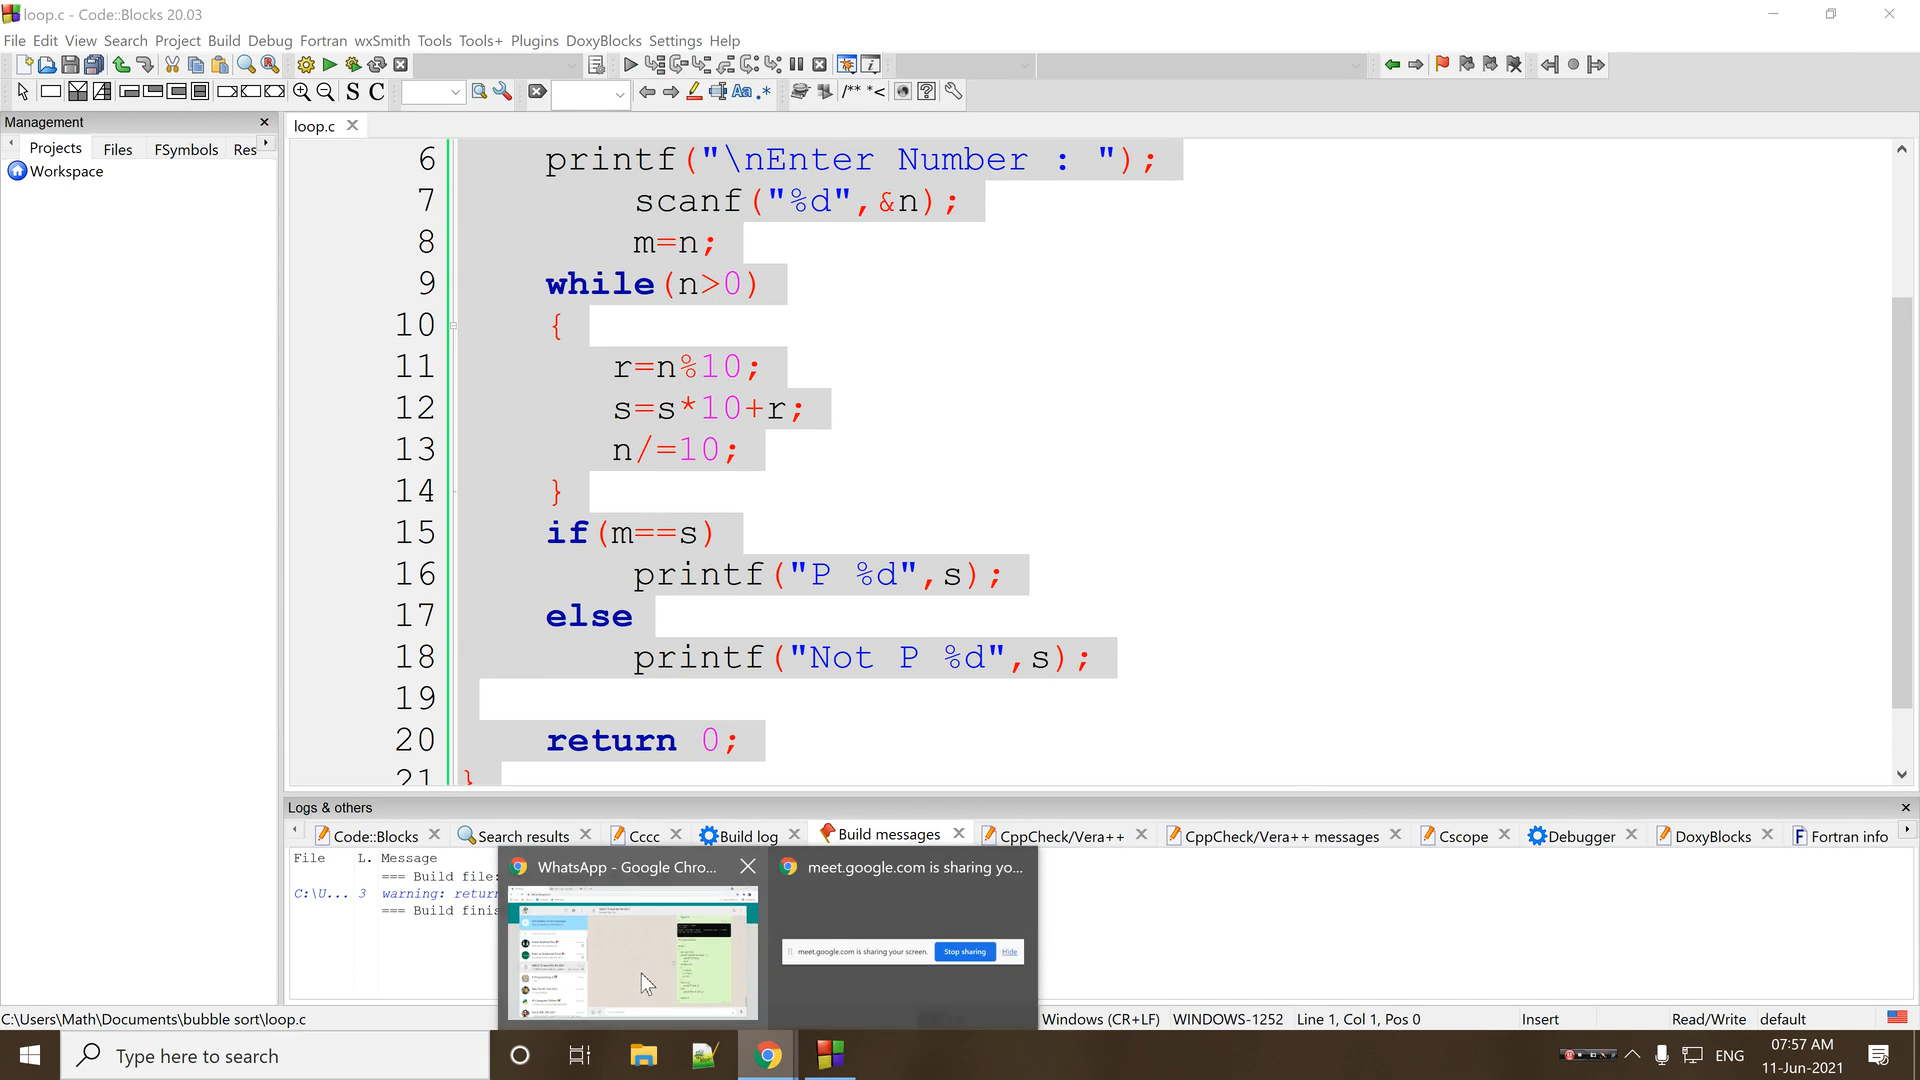 loop.c - Code::Blocks 20.03
File Edit View Search Project Build Debug Fortran wxSmith Tools Tools+ Plugins DoxyBlocks Settings Help
S C
Aa .*
/** *<
Management
Projects Files FSymbols Res
Workspace
loop.c
6 printf("\nEnter Number : ");
7 scanf("%d",&n);
8 m=n;
9 while(n>0)
10 {
11 r=n%10;
12 s=s*10+r;
13 n/=10;
14 }
15 if(m==s)
16 printf("P %d",s);
17 else
18 printf("Not P %d",s);
19
20 return 0;
21 }
Logs & others
Code::Blocks Search results Cccc Build log Build messages CppCheck/Vera++ CppCheck/Vera++ messages Cscope Debugger DoxyBlocks Fortran info
File L. Message
=== Build file:
C:\U... 3 warning: return
=== Build finis
WhatsApp - Google Chro...
meet.google.com is sharing yo...
meet.google.com is sharing your screen. Stop sharing Hide
C:\Users\Math\Documents\bubble sort\loop.c Windows (CR+LF) WINDOWS-1252 Line 1, Col 1, Pos 0 Insert Read/Write default
Type here to search
ENG
07:57 AM
11-Jun-2021